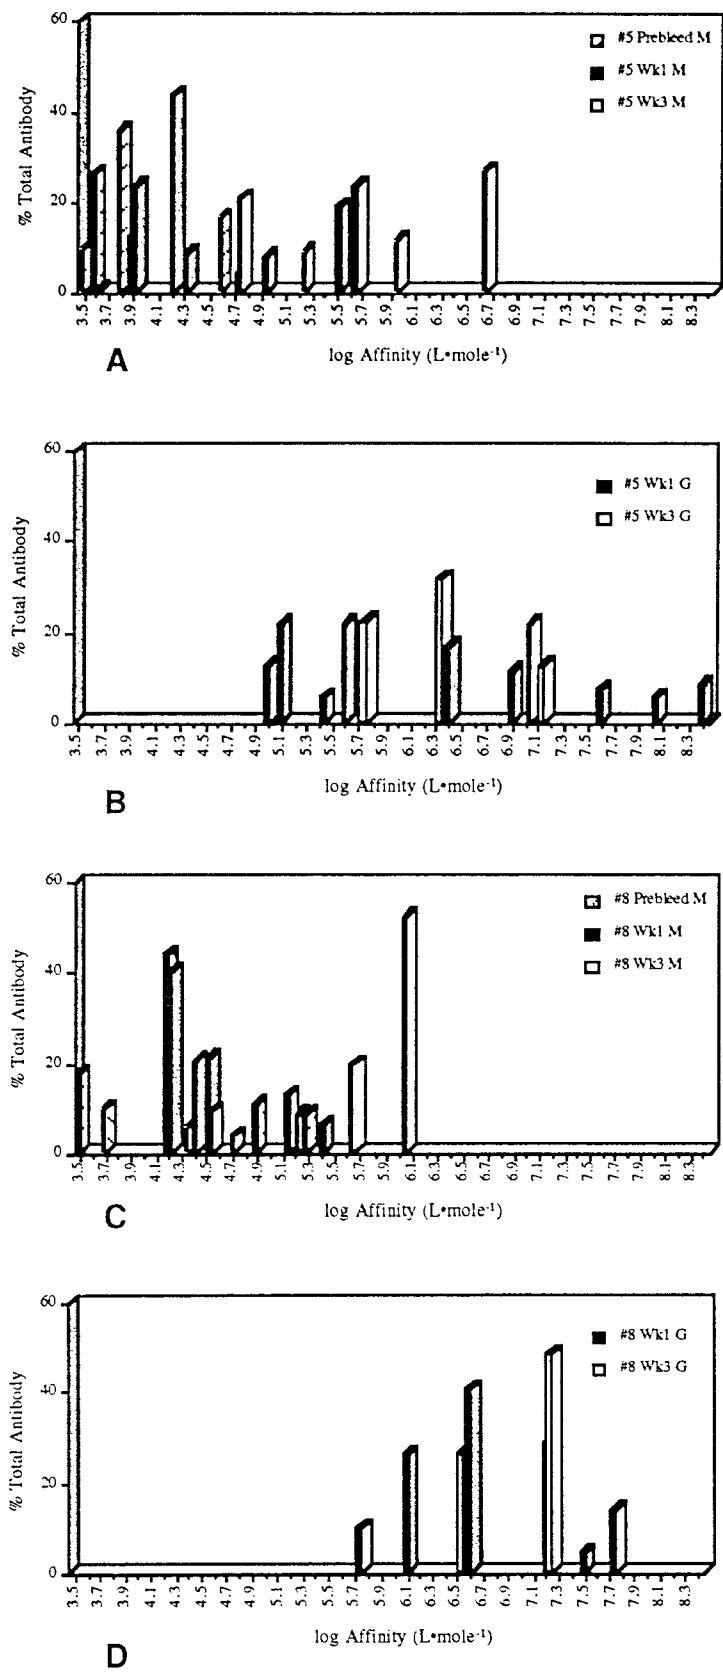 60
40
20
0
% Total Antibody
#5 Prebleed M
#5 Wk1 M
#5 Wk3 M
3.5 3.7 3.9 4.1 4.3 4.5 4.7 4.9 5.1 5.3 5.5 5.7 5.9 6.1 6.3 6.5 6.7 6.9 7.1 7.3 7.5 7.7 7.9 8.1 8.3
log Affinity (L•mole⁻¹)
A
60
40
20
0
% Total Antibody
#5 Wk1 G
#5 Wk3 G
3.5 3.7 3.9 4.1 4.3 4.5 4.7 4.9 5.1 5.3 5.5 5.7 5.9 6.1 6.3 6.5 6.7 6.9 7.1 7.3 7.5 7.7 7.9 8.1 8.3
log Affinity (L•mole⁻¹)
B
60
40
20
0
% Total Antibody
#8 Prebleed M
#8 Wk1 M
#8 Wk3 M
3.5 3.7 3.9 4.1 4.3 4.5 4.7 4.9 5.1 5.3 5.5 5.7 5.9 6.1 6.3 6.5 6.7 6.9 7.1 7.3 7.5 7.7 7.9 8.1 8.3
log Affinity (L•mole⁻¹)
C
60
40
20
0
% Total Antibody
#8 Wk1 G
#8 Wk3 G
3.5 3.7 3.9 4.1 4.3 4.5 4.7 4.9 5.1 5.3 5.5 5.7 5.9 6.1 6.3 6.5 6.7 6.9 7.1 7.3 7.5 7.7 7.9 8.1 8.3
log Affinity (L•mole⁻¹)
D